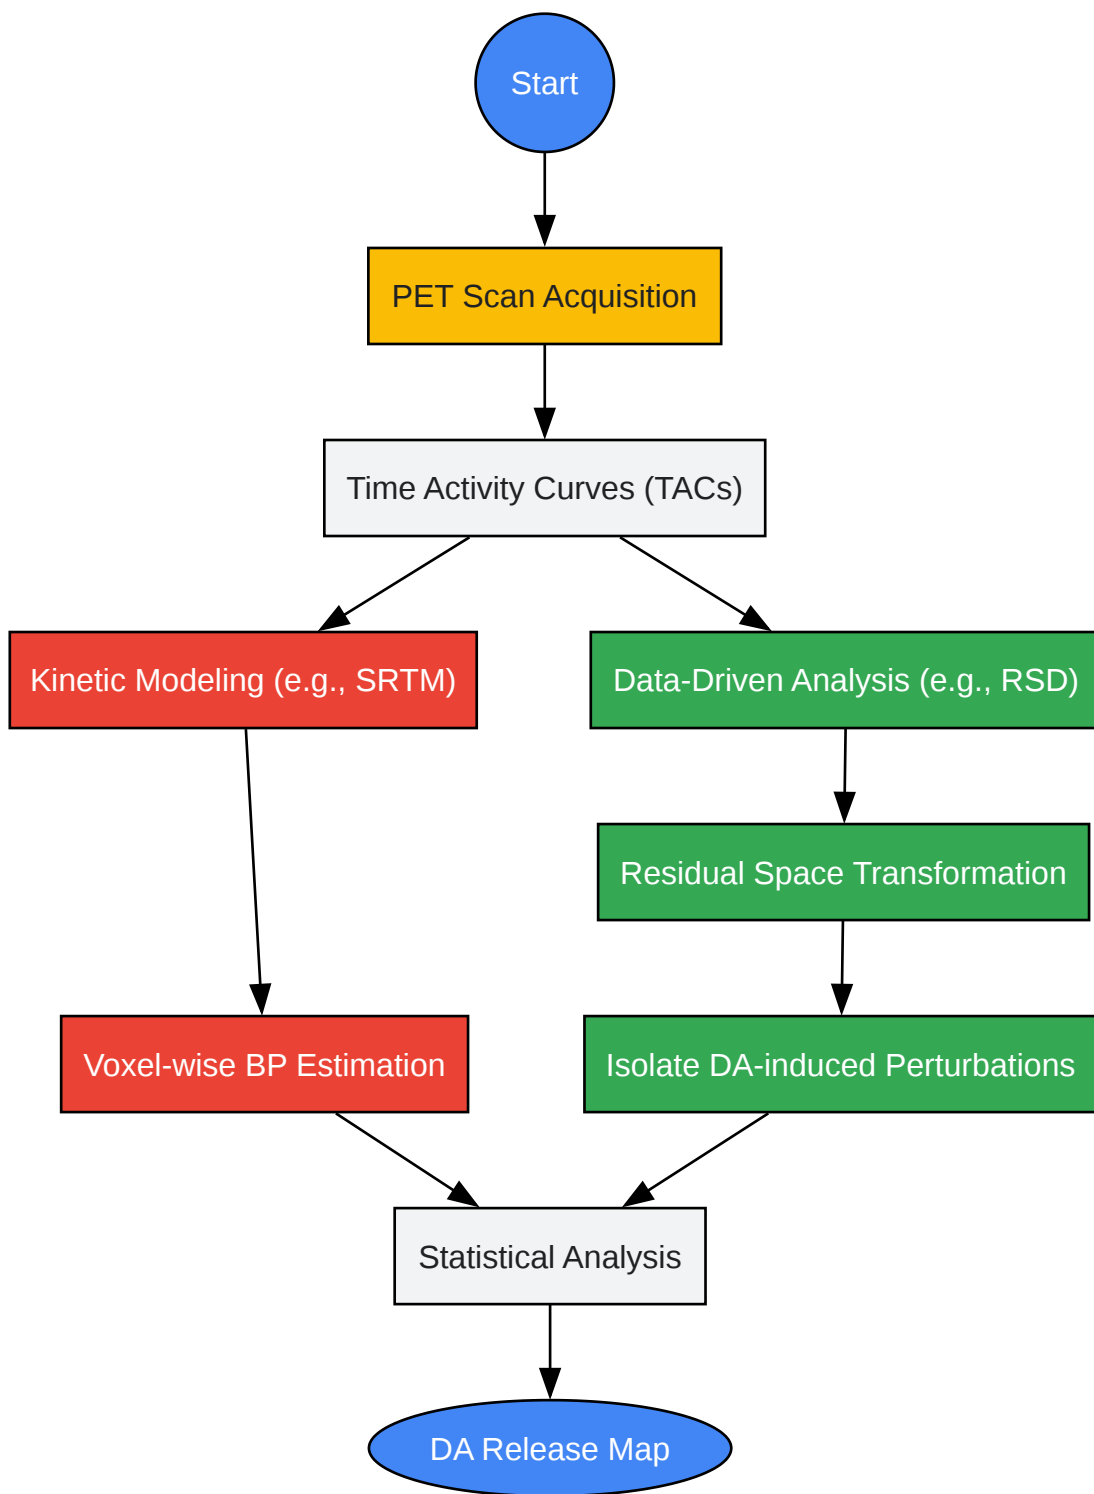 Start
PET Scan Acquisition
Time Activity Curves (TACs)
Kinetic Modeling (e.g., SRTM)
Data-Driven Analysis (e.g., RSD)
Residual Space Transformation
Voxel-wise BP Estimation
Isolate DA-induced Perturbations
Statistical Analysis
DA Release Map